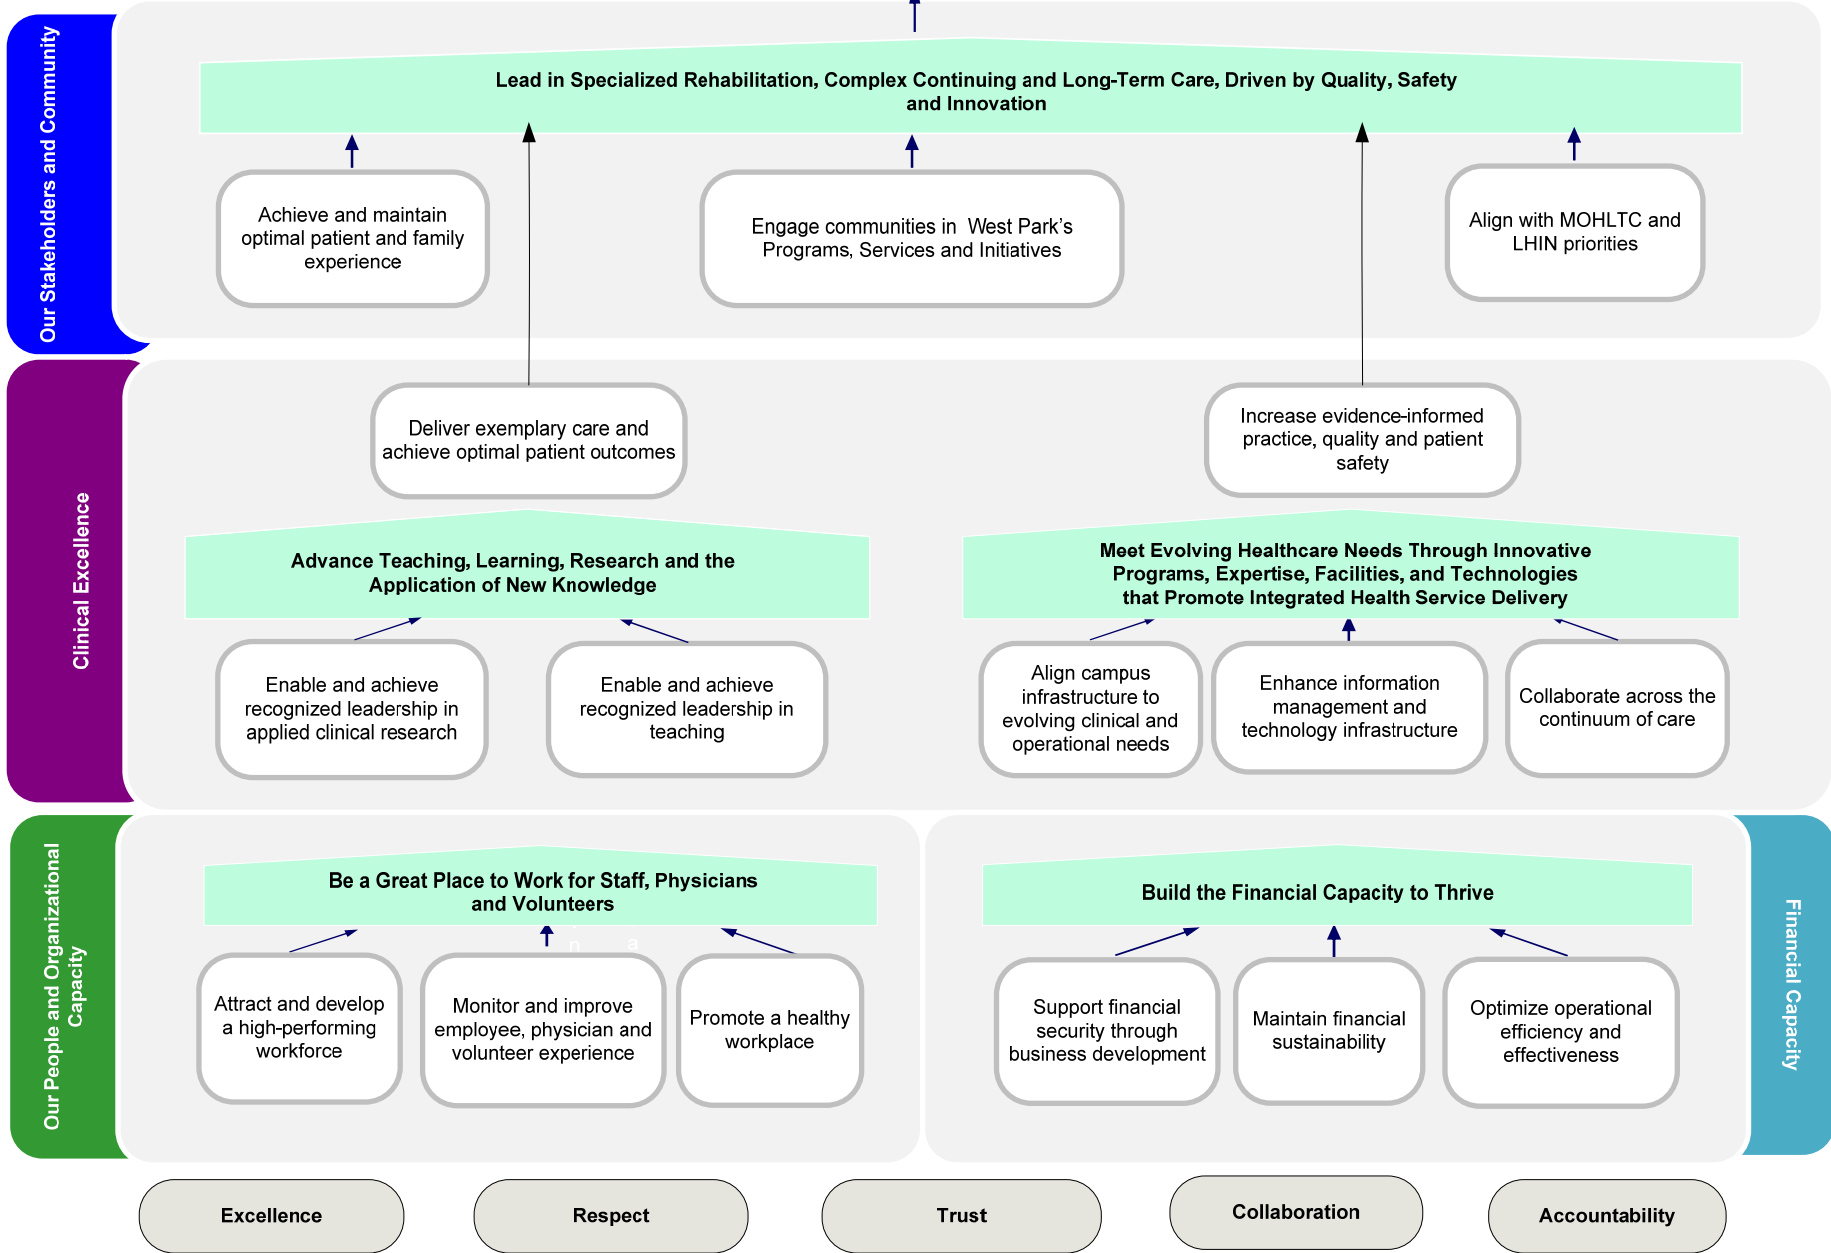 Our Stakeholders and Community
Lead in Specialized Rehabilitation, Complex Continuing and Long-Term Care, Driven by Quality, Safety
and Innovation
Achieve and maintain
optimal patient and family
experience
Engage communities in West Park's
Programs, Services and Initiatives
Align with MOHLTC and
LHIN priorities
Clinical Excellence
Deliver exemplary care and
achieve optimal patient outcomes
Increase evidence-informed
practice, quality and patient
safety
Advance Teaching, Learning, Research and the
Application of New Knowledge
Meet Evolving Healthcare Needs Through Innovative
Programs, Expertise, Facilities, and Technologies
that Promote Integrated Health Service Delivery
Enable and achieve
recognized leadership in
applied clinical research
Enable and achieve
recognized leadership in
teaching
Align campus
infrastructure to
evolving clinical and
operational needs
Enhance information
management and
technology infrastructure
Collaborate across the
continuum of care
Our People and Organizational
Capacity
Be a Great Place to Work for Staff, Physicians
and Volunteers
n a
Attract and develop
a high-performing
workforce
Monitor and improve
employee, physician and
volunteer experience
Promote a healthy
workplace
Build the Financial Capacity to Thrive
Support financial
security through
business development
Maintain financial
sustainability
Optimize operational
efficiency and
effectiveness
Financial Capacity
Excellence
Respect
Trust
Collaboration
Accountability